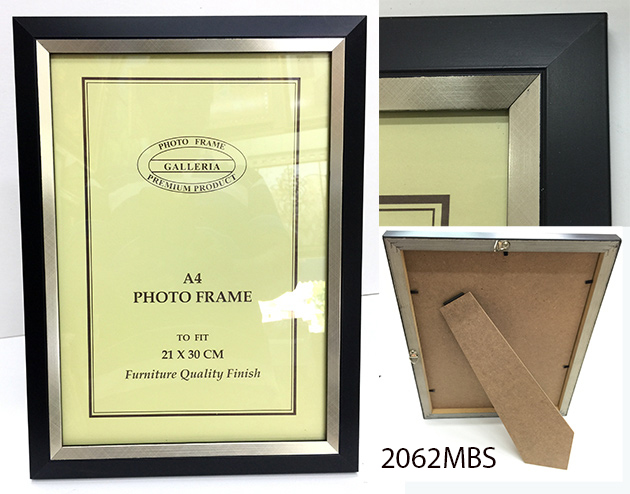 PHOTO FRAME
GALLERIA
PREMIUM PRODUCT
A4
PHOTO FRAME
TO FIT
21 X 30 CM
Furniture Quality Finish
2062MBS